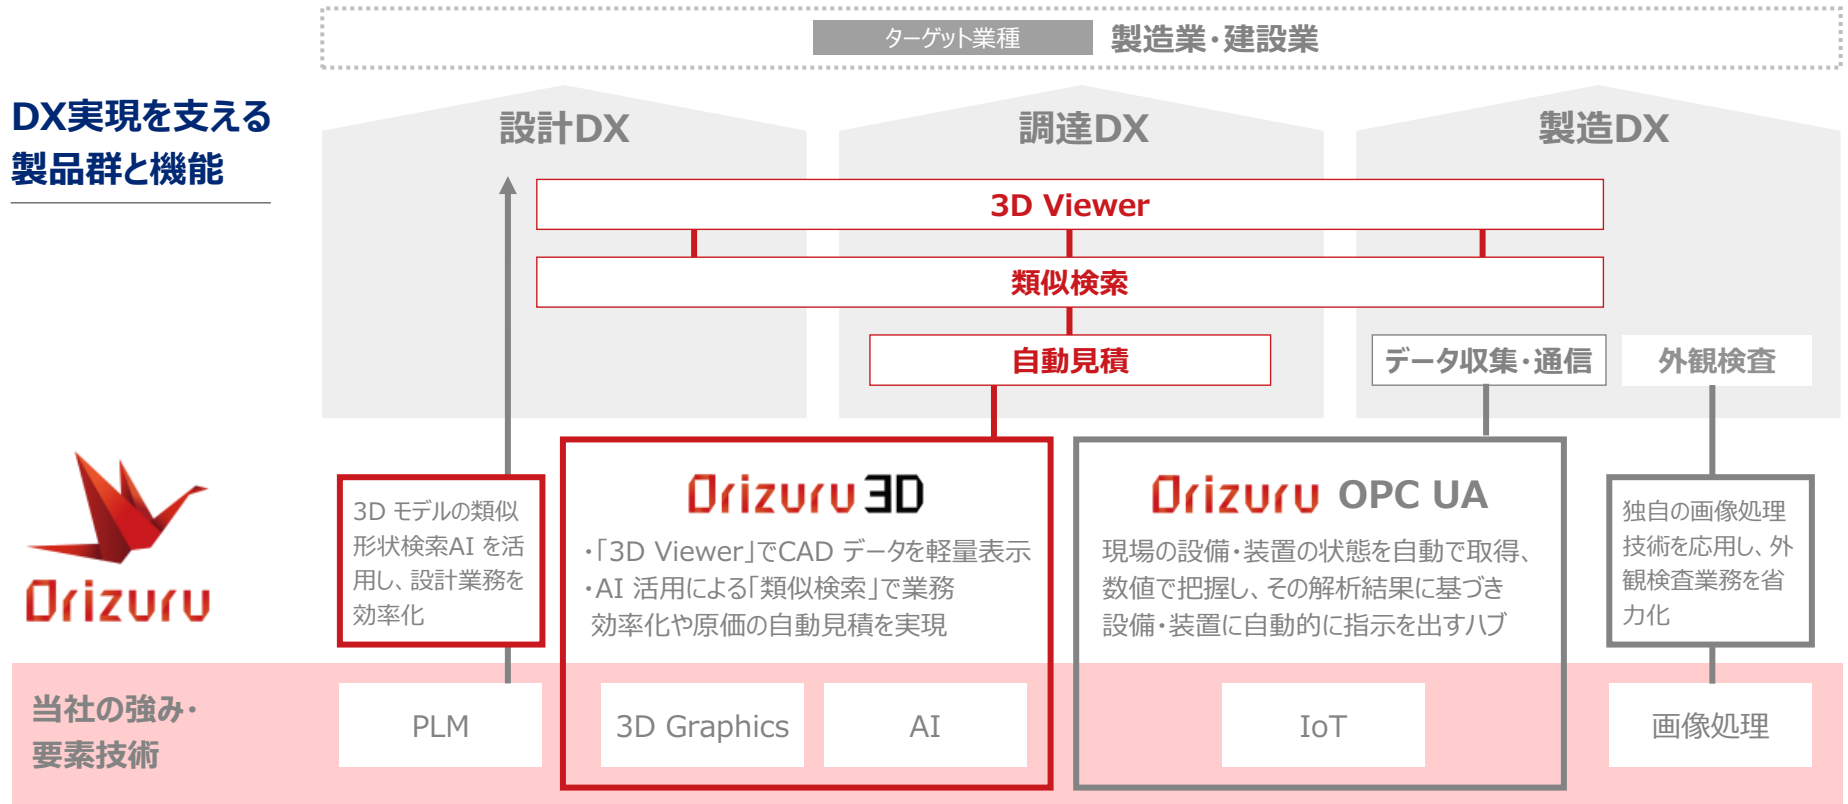 ターゲット業種 製造業・建設業
DX実現を支える
製品群と機能
設計DX
調達DX
製造DX
3D Viewer
類似検索
自動見積
データ収集・通信
外観検査
Orizuru
3D モデルの類似
形状検索AI を活
用し、設計業務を
効率化
Orizuru 3D
・「3D Viewer」でCAD データを軽量表示
・AI 活用による「類似検索」で業務
効率化や原価の自動見積を実現
Orizuru OPC UA
現場の設備・装置の状態を自動で取得、
数値で把握し、その解析結果に基づき
設備・装置に自動的に指示を出すハブ
独自の画像処理
技術を応用し、外
観検査業務を省
力化
当社の強み・
要素技術
PLM
3D Graphics
AI
IoT
画像処理